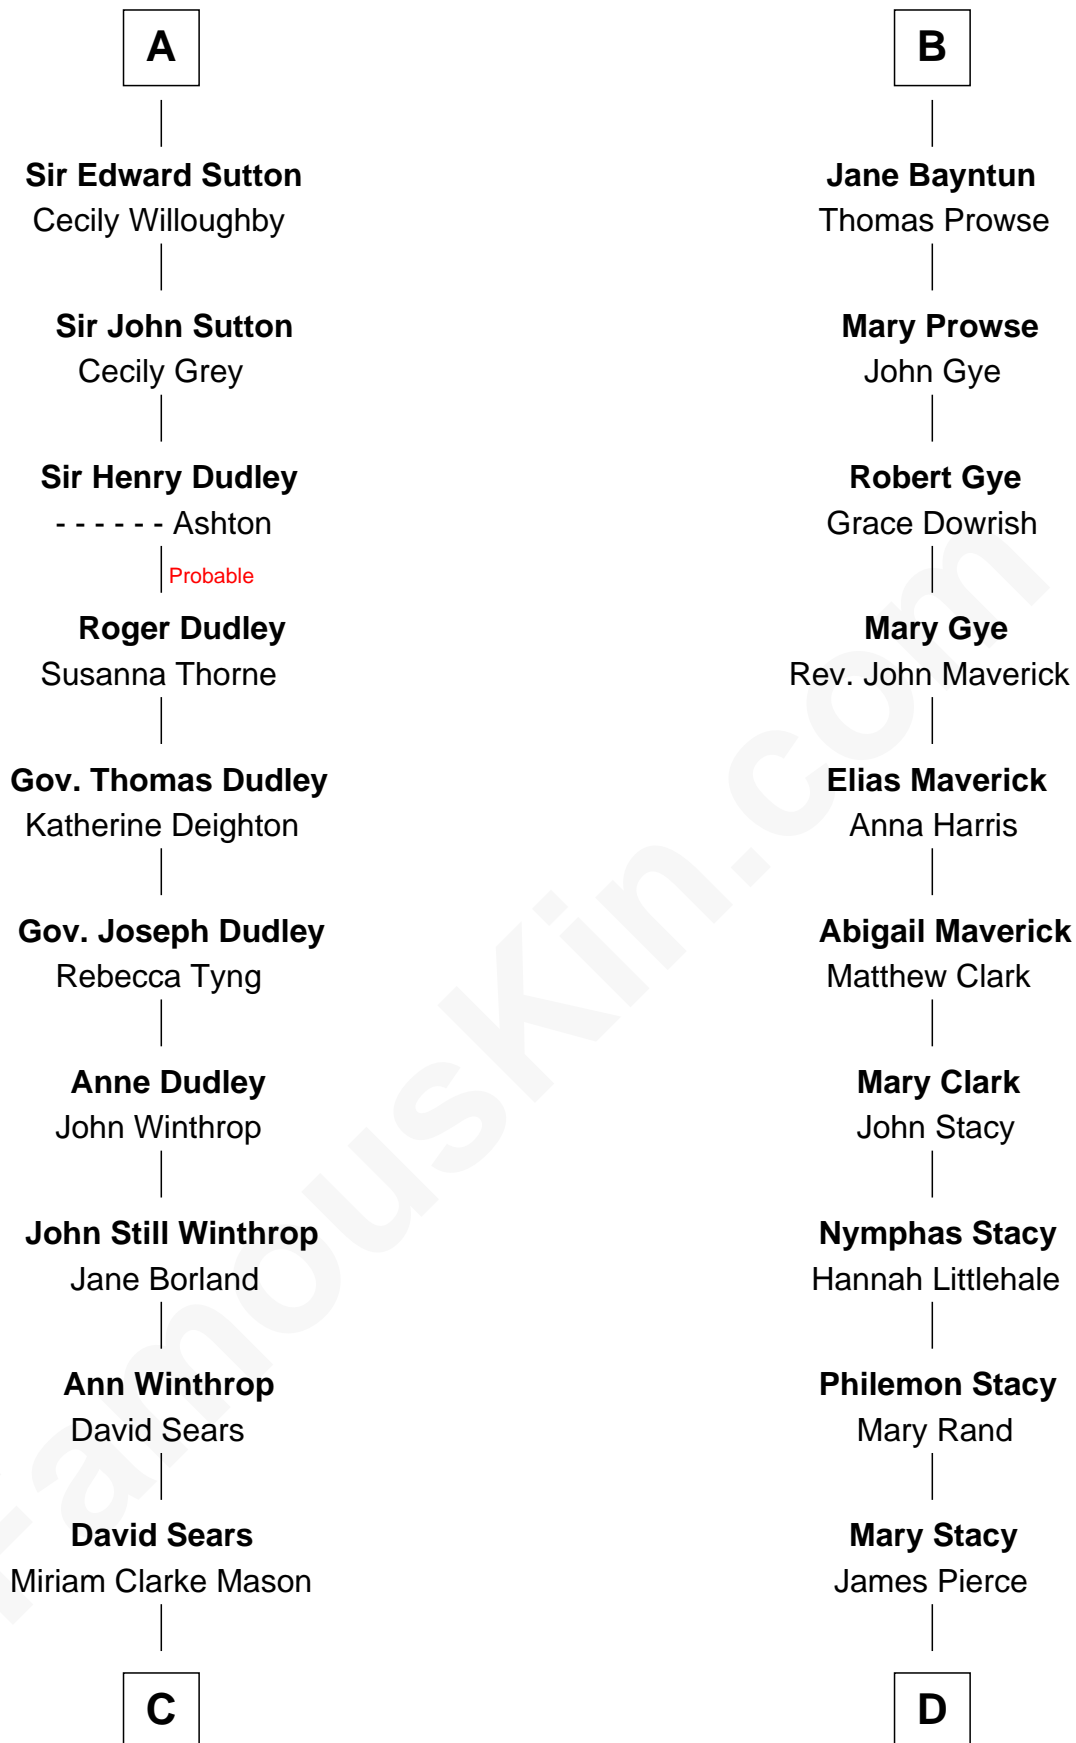 A
Sir Edward Sutton
Cecily Willoughby
Sir John Sutton
Cecily Grey
Sir Henry Dudley
- - - - - - Ashton
Probable
Roger Dudley
Susanna Thorne
Gov. Thomas Dudley
Katherine Deighton
Gov. Joseph Dudley
Rebecca Tyng
Anne Dudley
John Winthrop
John Still Winthrop
Jane Borland
Ann Winthrop
David Sears
David Sears
Miriam Clarke Mason
C
B
Jane Bayntun
Thomas Prowse
Mary Prowse
John Gye
Robert Gye
Grace Dowrish
Mary Gye
Rev. John Maverick
Elias Maverick
Anna Harris
Abigail Maverick
Matthew Clark
Mary Clark
John Stacy
Nymphas Stacy
Hannah Littlehale
Philemon Stacy
Mary Rand
Mary Stacy
James Pierce
D
FamousKin.com